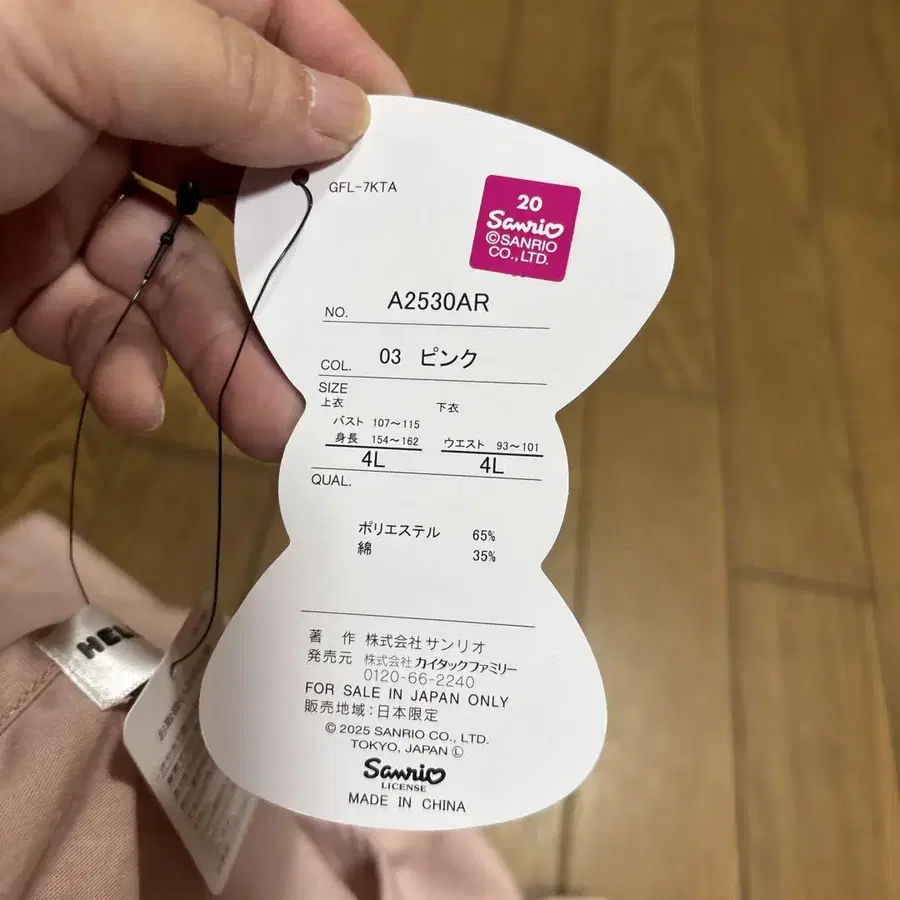 GFL-7KTA
20
Sanrio
©SANRIO
CO., LTD.
NO. A2530AR
COL. 03 ピンク
SIZE
上衣 下衣
バスト 107～115
身長 154～162 ウエスト 93～101
4L 4L
QUAL.
ポリエステル 65%
綿 35%
著 作 株式会社 サンリオ
発売元 株式会社 カイタックファミリー
0120-66-2240
FOR SALE IN JAPAN ONLY
販売地域：日本限定
© 2025 SANRIO CO., LTD.
TOKYO, JAPAN Ⓛ
Sanrio
LICENSE
MADE IN CHINA